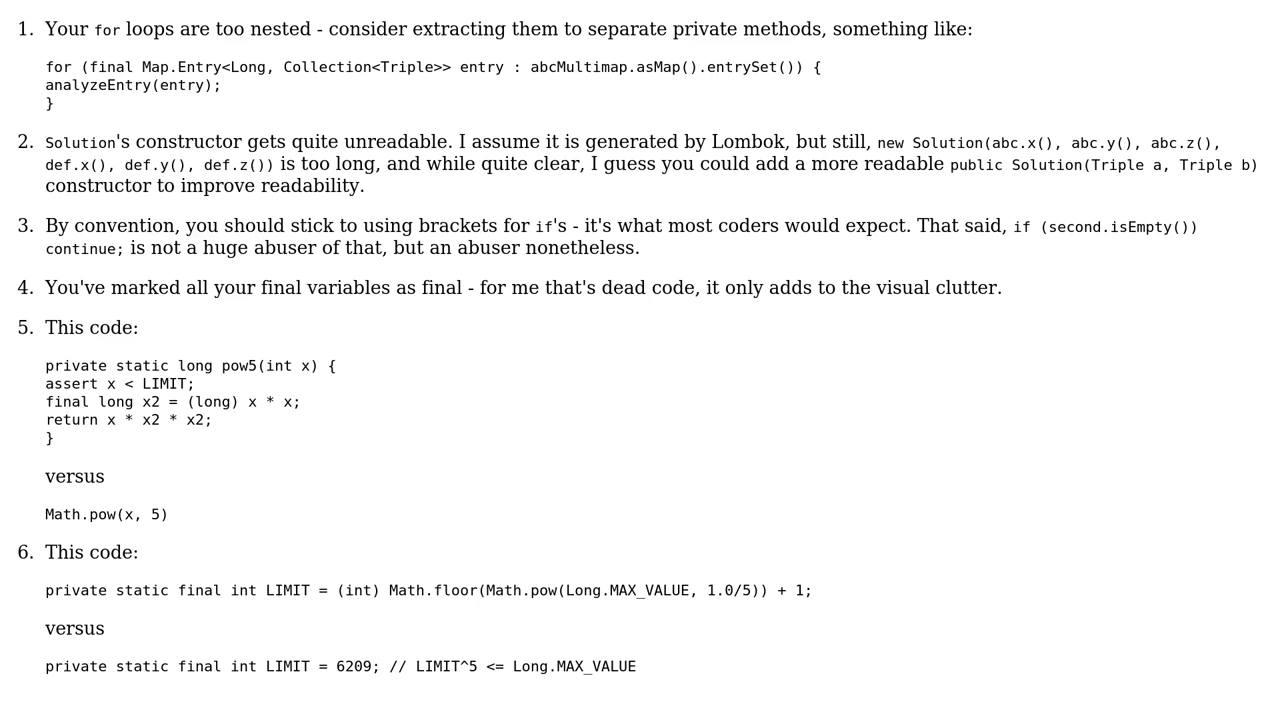 1. Your for loops are too nested - consider extracting them to separate private methods, something like:
for (final Map.Entry<Long, Collection<Triple>> entry : abcMultimap.asMap().entrySet()) {
analyzeEntry(entry);
}
2. Solution's constructor gets quite unreadable. I assume it is generated by Lombok, but still, new Solution(abc.x(), abc.y(), abc.z(),
def.x(), def.y(), def.z()) is too long, and while quite clear, I guess you could add a more readable public Solution(Triple a, Triple b)
constructor to improve readability.
3. By convention, you should stick to using brackets for if's - it's what most coders would expect. That said, if (second.isEmpty())
continue; is not a huge abuser of that, but an abuser nonetheless.
4. You've marked all your final variables as final - for me that's dead code, it only adds to the visual clutter.
5. This code:
private static long pow5(int x) {
assert x < LIMIT;
final long x2 = (long) x * x;
return x * x2 * x2;
}
versus
Math.pow(x, 5)
6. This code:
private static final int LIMIT = (int) Math.floor(Math.pow(Long.MAX_VALUE, 1.0/5)) + 1;
versus
private static final int LIMIT = 6209; // LIMIT^5 <= Long.MAX_VALUE